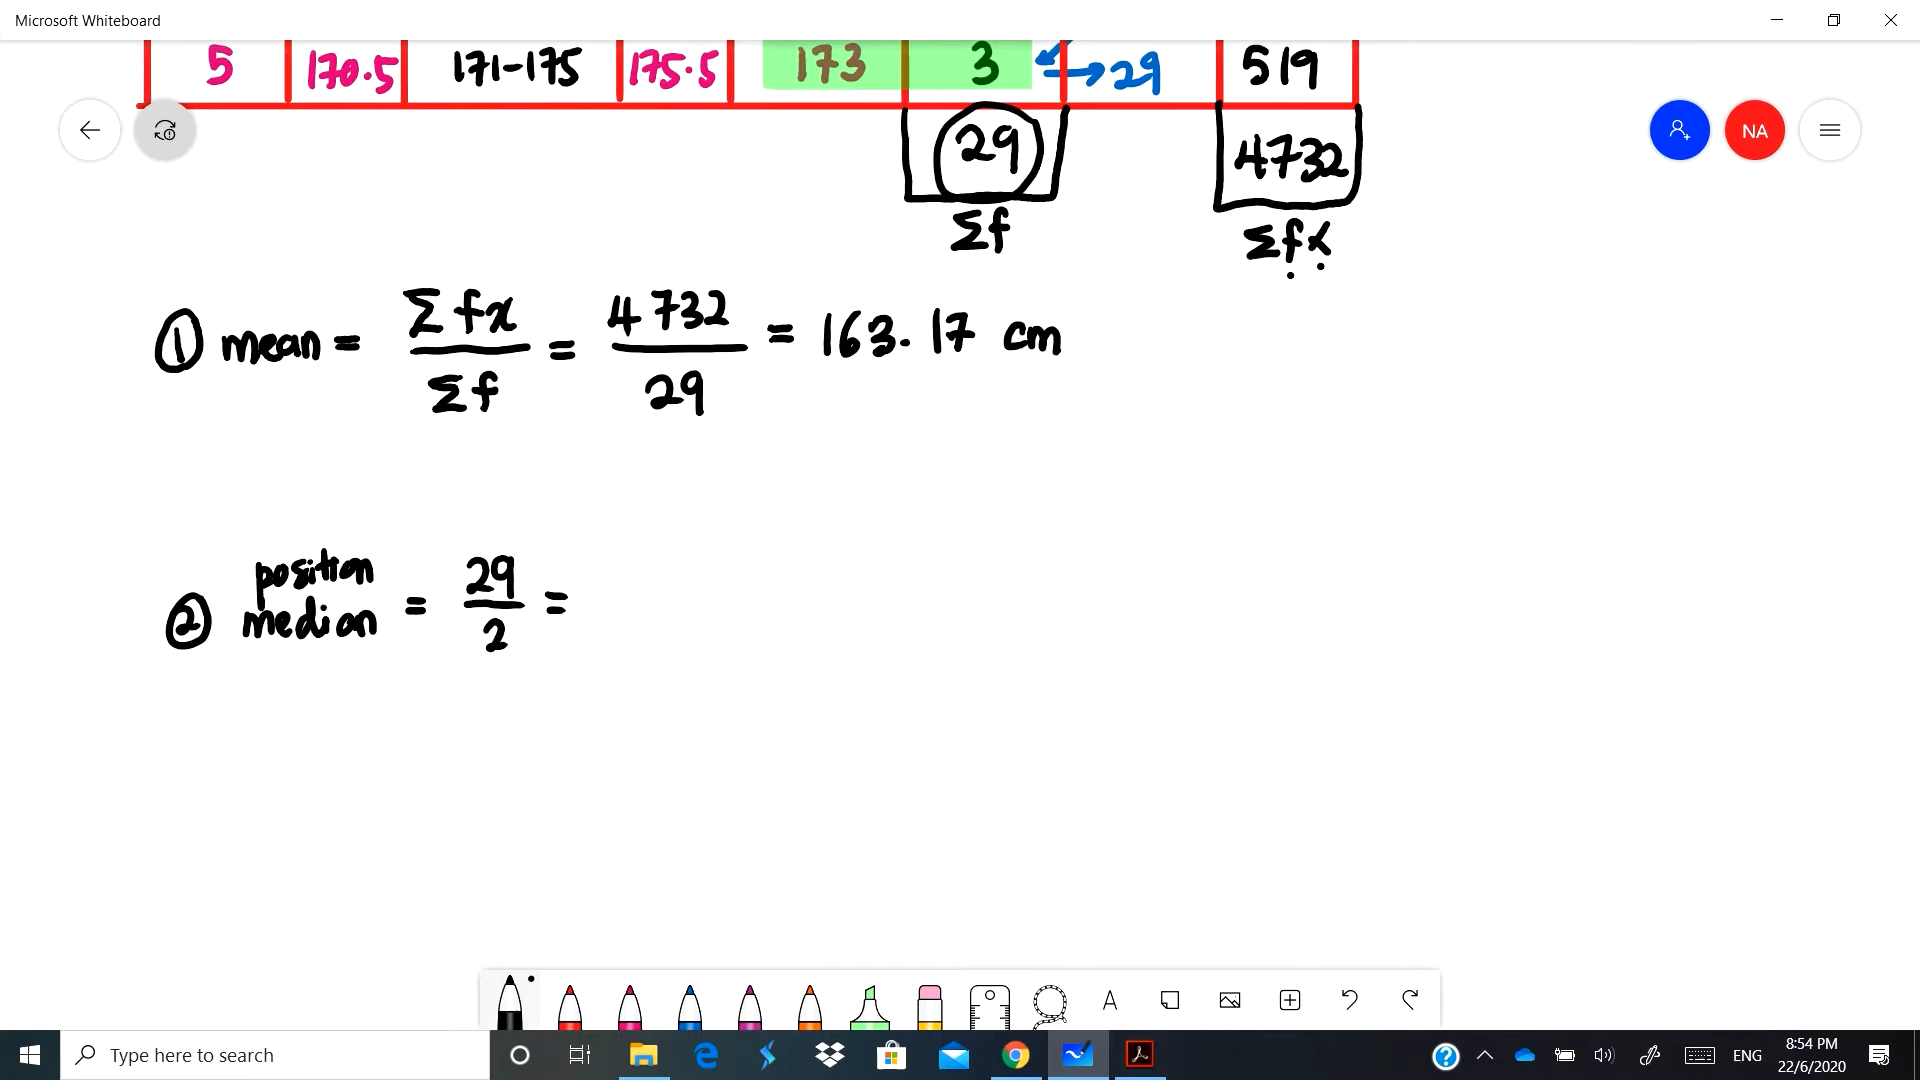 Microsoft Whiteboard
5 170.5 171-175 175.5 173 3 29 519
29 4732
Σf Σfx
NA
① mean = Σfx / Σf = 4732 / 29 = 163.17 cm
② position median = 29 / 2 =
A
Type here to search
ENG
8:54 PM
22/6/2020